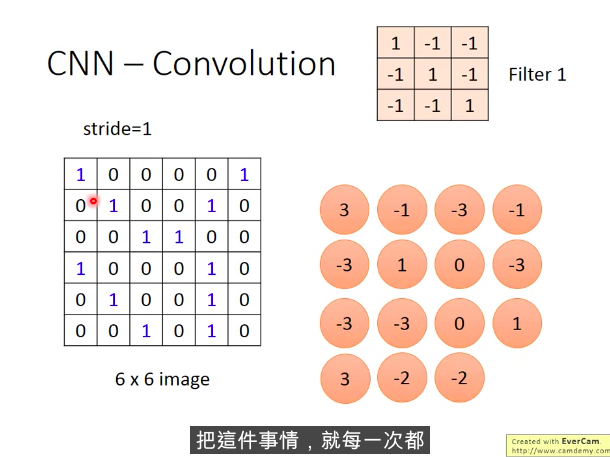 CNN – Convolution
1 -1 -1
-1 1 -1
-1 -1 1
Filter 1
stride=1
1 0 0 0 0 1
0 1 0 0 1 0
0 0 1 1 0 0
1 0 0 0 1 0
0 1 0 0 1 0
0 0 1 0 1 0
6 x 6 image
3 -1 -3 -1
-3 1 0 -3
-3 -3 0 1
3 -2 -2
把這件事情，就每一次都
Created with EverCam.
http://www.camdemy.com